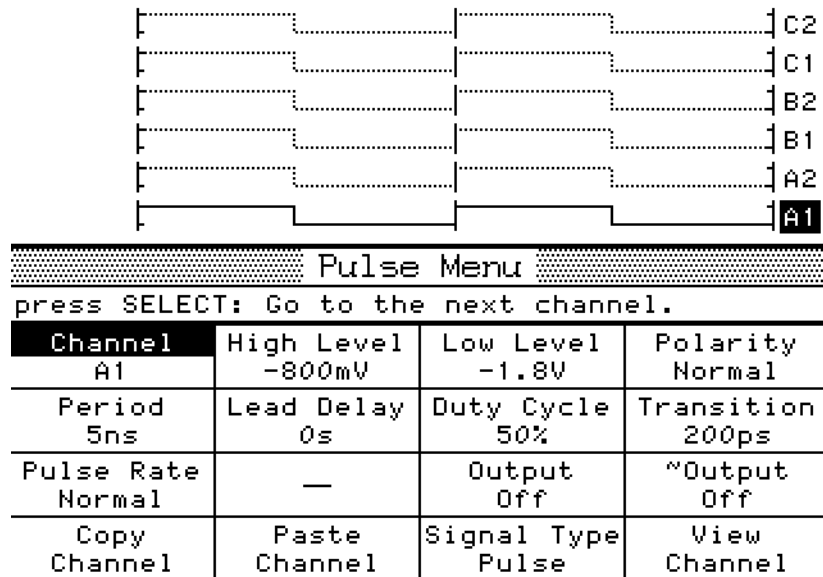 C2
C1
B2
B1
A2
A1
Pulse Menu
press SELECT: Go to the next channel.
Channel High Level Low Level Polarity
A1 -800mV -1.8V Normal
Period Lead Delay Duty Cycle Transition
5ns 0s 50% 200ps
Pulse Rate Output ~Output
Normal — Off Off
Copy Paste Signal Type View
Channel Channel Pulse Channel